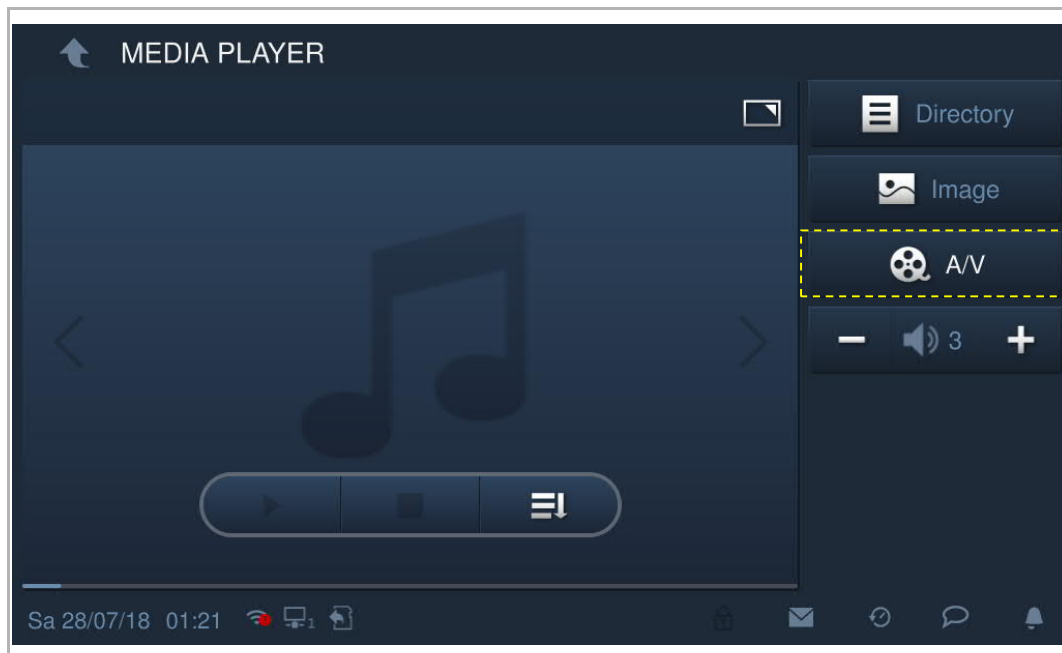 MEDIA PLAYER
Directory
Image
A/V
3
Sa 28/07/18 01:21
1